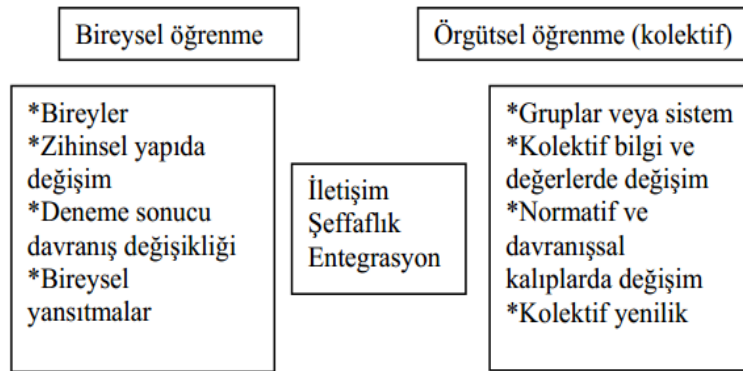 Bireysel öğrenme
Örgütsel öğrenme (kolektif)
*Bireyler
*Zihinsel yapıda
değişim
*Deneme sonucu
davranış değişikliği
*Bireysel
yansıtmalar
İletişim
Şeffaflık
Entegrasyon
*Gruplar veya sistem
*Kolektif bilgi ve
değerlerde değişim
*Normatif ve
davranışsal
kalıplarda değişim
*Kolektif yenilik